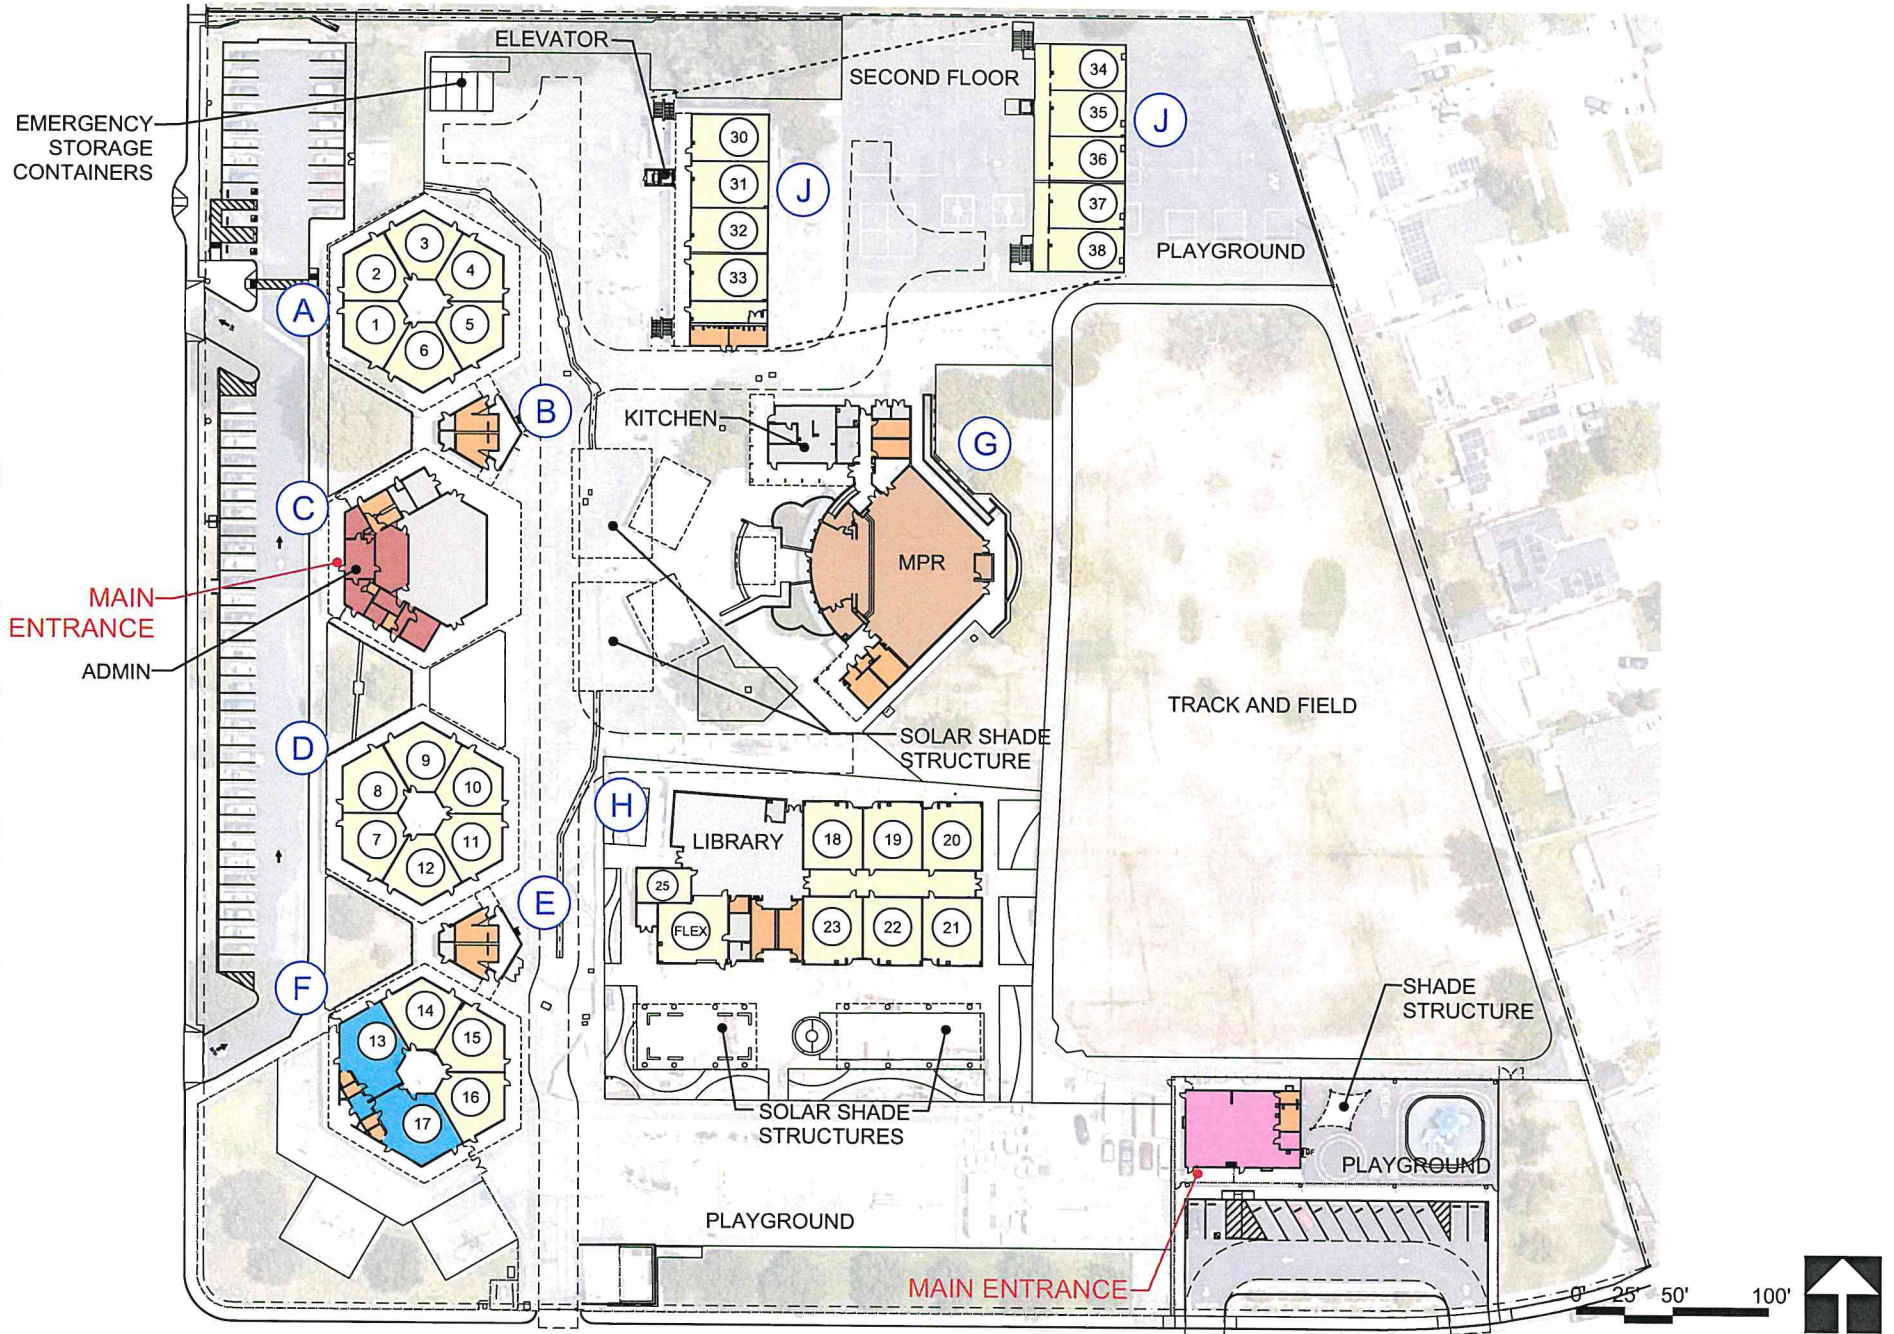 ELEVATOR
SECOND FLOOR
EMERGENCY
STORAGE
CONTAINERS
34
35
36
37
38
J
PLAYGROUND
30
31
32
33
J
A
3
2
4
1
5
6
B
KITCHEN
G
C
MPR
MAIN
ENTRANCE
ADMIN
TRACK AND FIELD
SOLAR SHADE
STRUCTURE
D
9
8
10
7
11
12
H
LIBRARY
18
19
20
25
FLEX
23
22
21
E
F
14
13
15
16
17
SHADE
STRUCTURE
SOLAR SHADE
STRUCTURES
PLAYGROUND
PLAYGROUND
MAIN ENTRANCE
0' 25' 50' 100'